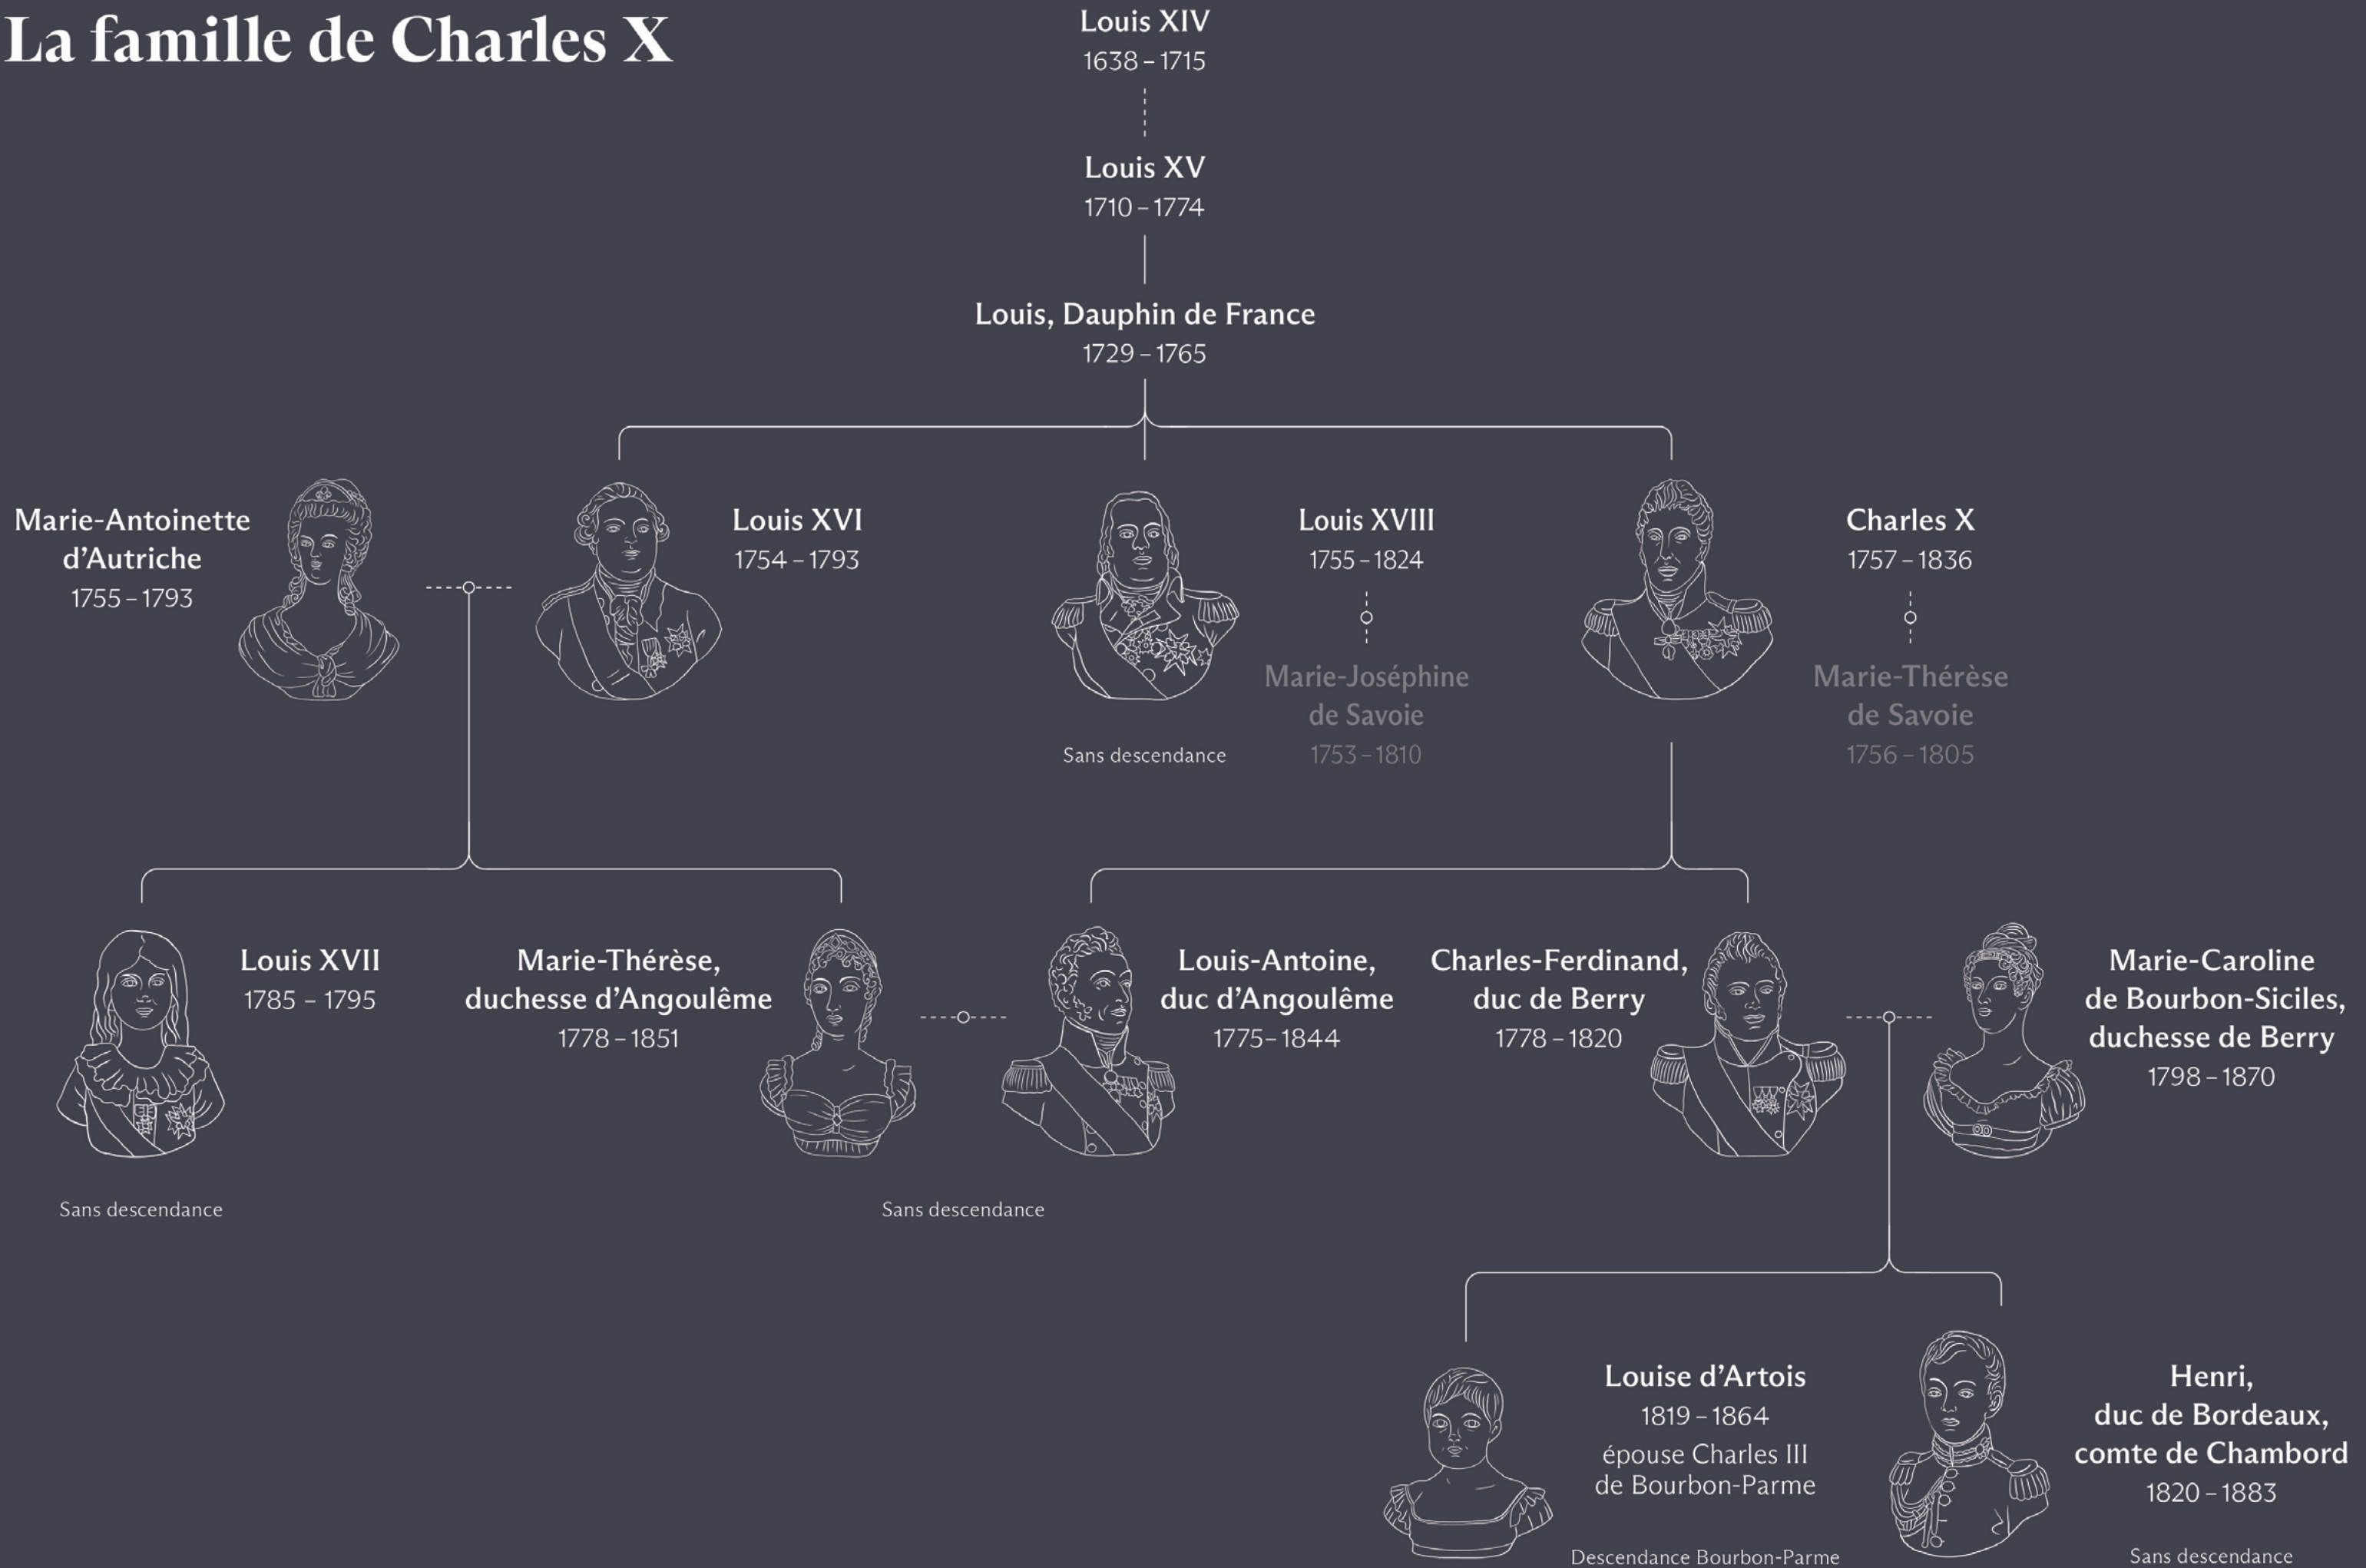 La famille de Charles X
Louis XIV
1638 – 1715
Louis XV
1710 – 1774
Louis, Dauphin de France
1729 – 1765
Marie-Antoinette
d’Autriche
1755 – 1793
Louis XVI
1754 – 1793
Louis XVIII
1755 – 1824
Marie-Joséphine
de Savoie
1753 – 1810
Sans descendance
Charles X
1757 – 1836
Marie-Thérèse
de Savoie
1756 – 1805
Louis XVII
1785 – 1795
Sans descendance
Marie-Thérèse,
duchesse d’Angoulême
1778 – 1851
Louis-Antoine,
duc d’Angoulême
1775 – 1844
Sans descendance
Charles-Ferdinand,
duc de Berry
1778 – 1820
Marie-Caroline
de Bourbon-Siciles,
duchesse de Berry
1798 – 1870
Louise d’Artois
1819 – 1864
épouse Charles III
de Bourbon-Parme
Descendance Bourbon-Parme
Henri,
duc de Bordeaux,
comte de Chambord
1820 – 1883
Sans descendance